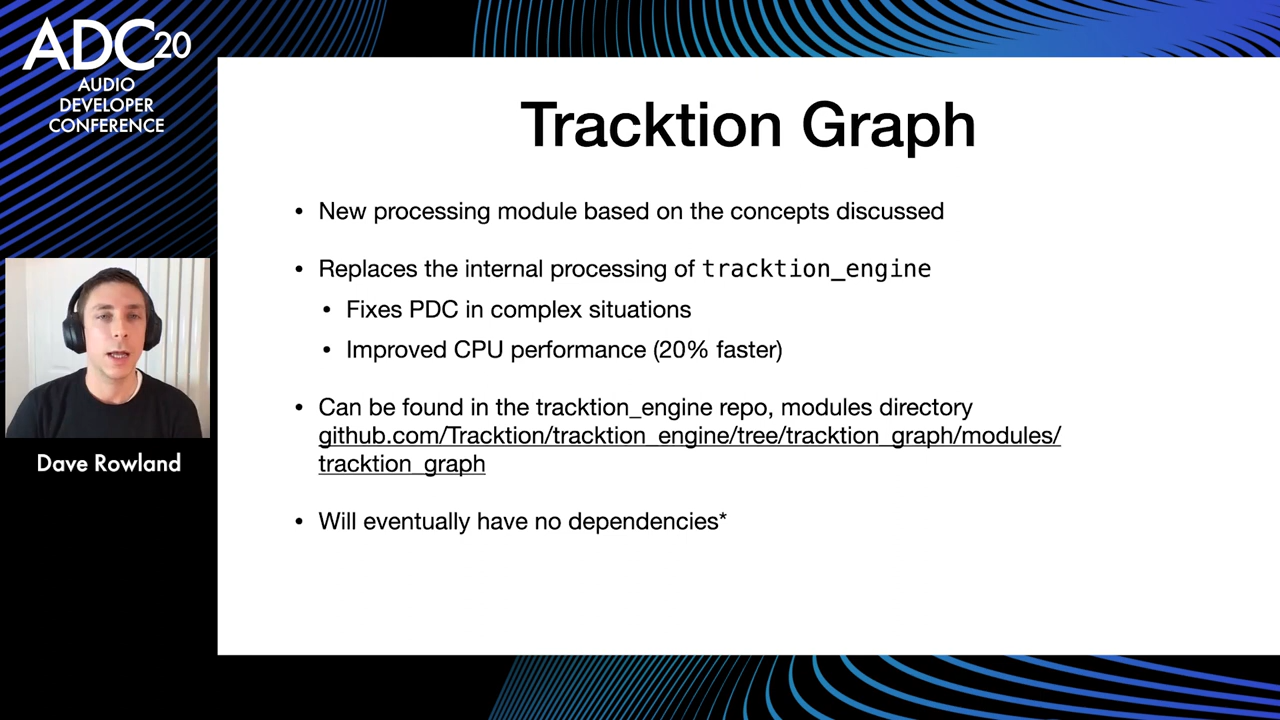 ADC20
AUDIO
DEVELOPER
CONFERENCE
Tracktion Graph
• New processing module based on the concepts discussed
• Replaces the internal processing of tracktion_engine
• Fixes PDC in complex situations
• Improved CPU performance (20% faster)
• Can be found in the tracktion_engine repo, modules directory
github.com/Tracktion/tracktion_engine/tree/tracktion_graph/modules/
tracktion_graph
• Will eventually have no dependencies*
Dave Rowland